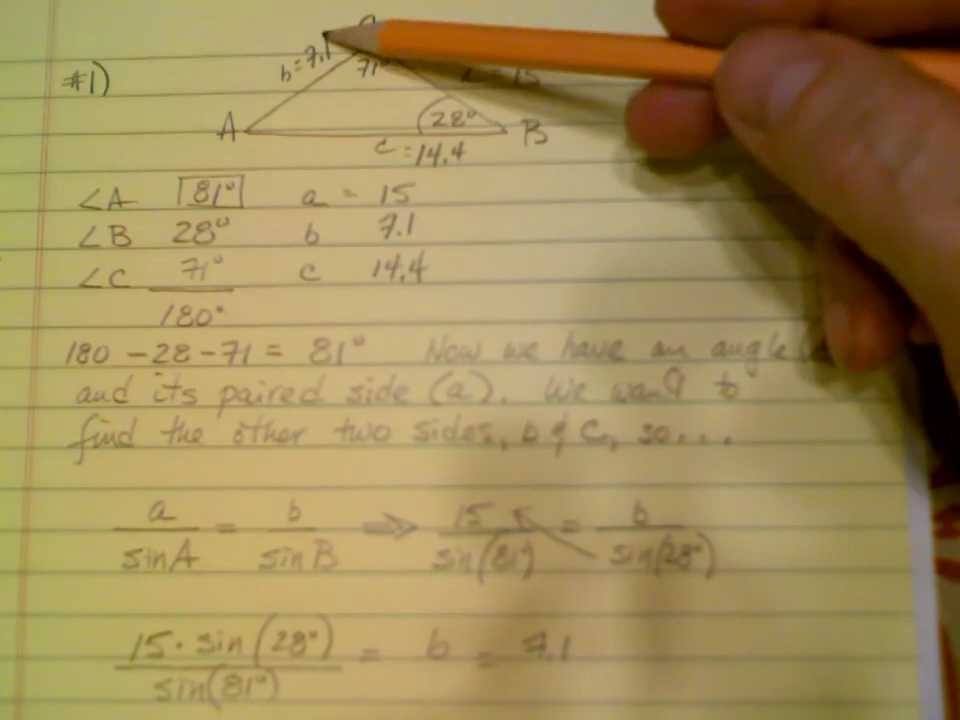 #1)
C
b = 7.1 71° = 15
A 28° B
c = 14.4
∠A 81° a = 15
∠B 28° b 7.1
∠C 71° c 14.4
180°
180 - 28 - 71 = 81° Now we have an angle
and its paired side (a). We want to
find the other two sides, b & c, so...
a/sinA = b/sinB ⇒ 15/sin(81°) = b/sin(28°)
15·sin(28°)/sin(81°) = b = 7.1